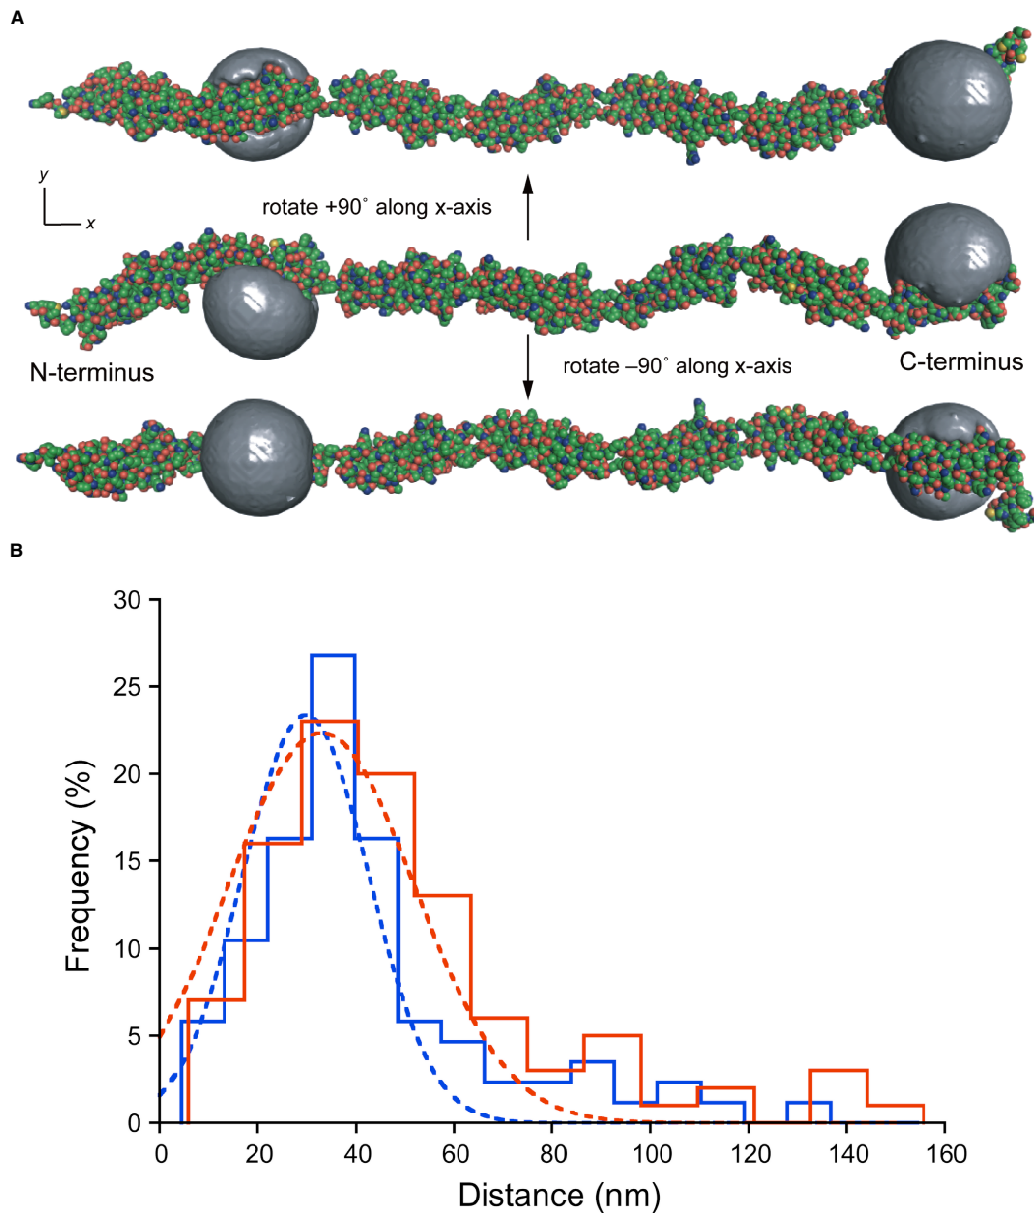 A
y
x
rotate +90˚ along x-axis
N-terminus
rotate –90˚ along x-axis
C-terminus
B
30
25
20
15
10
5
0
Frequency (%)
0 20 40 60 80 100 120 140 160
Distance (nm)